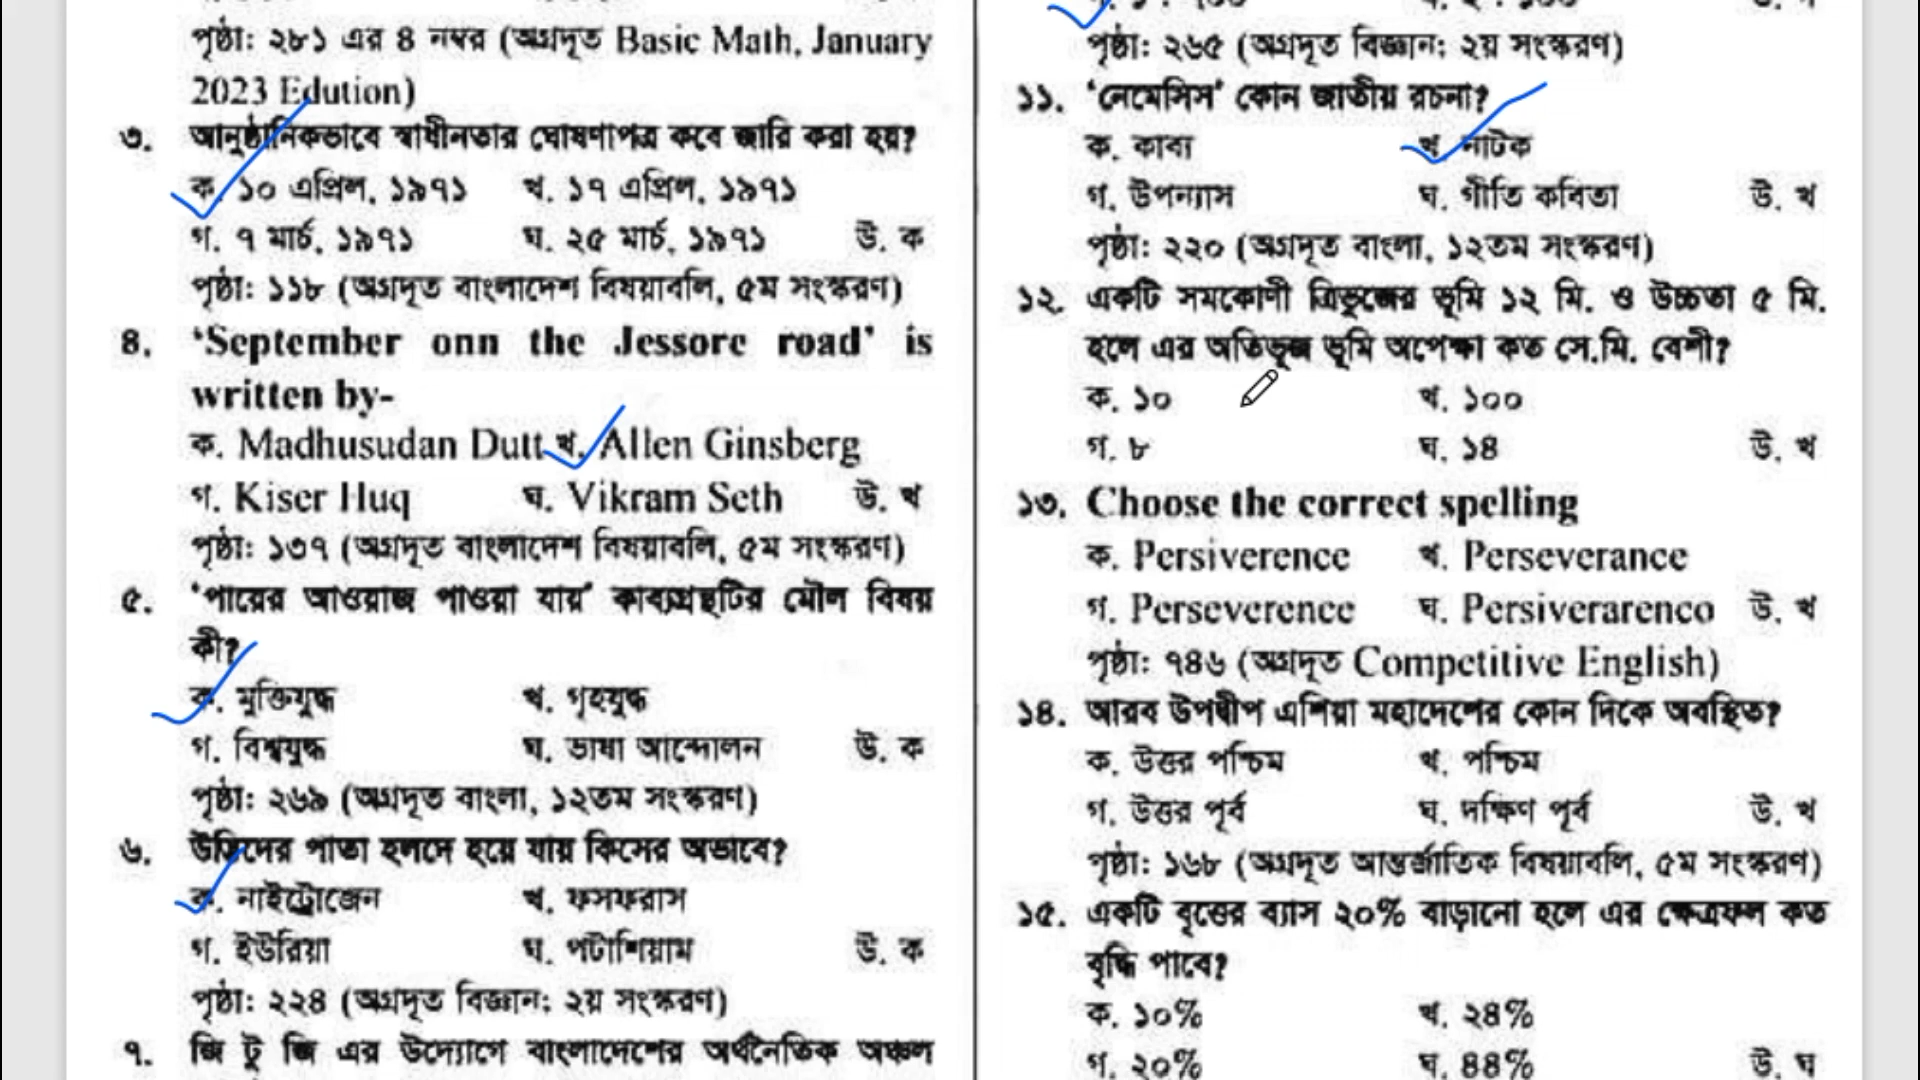 পৃষ্ঠা: ২৮১ এর ৪ নম্বর (অগ্রদূত Basic Math, January
2023 Edution)
৩. আনুষ্ঠানিকভাবে স্বাধীনতার ঘোষণাপত্র কবে জারি করা হয়?
ক. ১০ এপ্রিল, ১৯৭১ খ. ১৭ এপ্রিল, ১৯৭১
গ. ৭ মার্চ, ১৯৭১ ঘ. ২৫ মার্চ, ১৯৭১ উ. ক
পৃষ্ঠা: ১১৮ (অগ্রদূত বাংলাদেশ বিষয়াবলি, ৫ম সংস্করণ)
৪. ‘September onn the Jessore road’ is
written by-
ক. Madhusudan Dutt খ. Allen Ginsberg
গ. Kiser Huq ঘ. Vikram Seth উ. খ
পৃষ্ঠা: ১৩৭ (অগ্রদূত বাংলাদেশ বিষয়াবলি, ৫ম সংস্করণ)
৫. ‘পায়ের আওয়াজ পাওয়া যায়’ কাব্যগ্রন্থটির মৌল বিষয়
কী?
ক. মুক্তিযুদ্ধ খ. গৃহযুদ্ধ
গ. বিশ্বযুদ্ধ ঘ. ভাষা আন্দোলন উ. ক
পৃষ্ঠা: ২৬৯ (অগ্রদূত বাংলা, ১২তম সংস্করণ)
৬. উদ্ভিদের পাতা হলদে হয়ে যায় কিসের অভাবে?
ক. নাইট্রোজেন খ. ফসফরাস
গ. ইউরিয়া ঘ. পটাশিয়াম উ. ক
পৃষ্ঠা: ২২৪ (অগ্রদূত বিজ্ঞান; ২য় সংস্করণ)
৭. জি টু জি এর উদ্যোগে বাংলাদেশের অর্থনৈতিক অঞ্চল
পৃষ্ঠা: ২৬৫ (অগ্রদূত বিজ্ঞান; ২য় সংস্করণ)
১১. ‘নেমেসিস’ কোন জাতীয় রচনা?
ক. কাব্য খ. নাটক
গ. উপন্যাস ঘ. গীতি কবিতা উ. খ
পৃষ্ঠা: ২২০ (অগ্রদূত বাংলা, ১২তম সংস্করণ)
১২. একটি সমকোণী ত্রিভুজের ভূমি ১২ মি. ও উচ্চতা ৫ মি.
হলে এর অতিভূজ ভূমি অপেক্ষা কত সে.মি. বেশী?
ক. ১০ খ. ১০০
গ. ৮ ঘ. ১৪ উ. খ
১৩. Choose the correct spelling
ক. Persiverence খ. Perseverance
গ. Perseverence ঘ. Persiverarenco উ. খ
পৃষ্ঠা: ৭৪৬ (অগ্রদূত Competitive English)
১৪. আরব উপদ্বীপ এশিয়া মহাদেশের কোন দিকে অবস্থিত?
ক. উত্তর পশ্চিম খ. পশ্চিম
গ. উত্তর পূর্ব ঘ. দক্ষিণ পূর্ব উ. খ
পৃষ্ঠা: ১৬৮ (অগ্রদূত আন্তর্জাতিক বিষয়াবলি, ৫ম সংস্করণ)
১৫. একটি বৃত্তের ব্যাস ২০% বাড়ানো হলে এর ক্ষেত্রফল কত
বৃদ্ধি পাবে?
ক. ১০% খ. ২৪%
গ. ২০% ঘ. ৪৪% উ. ঘ